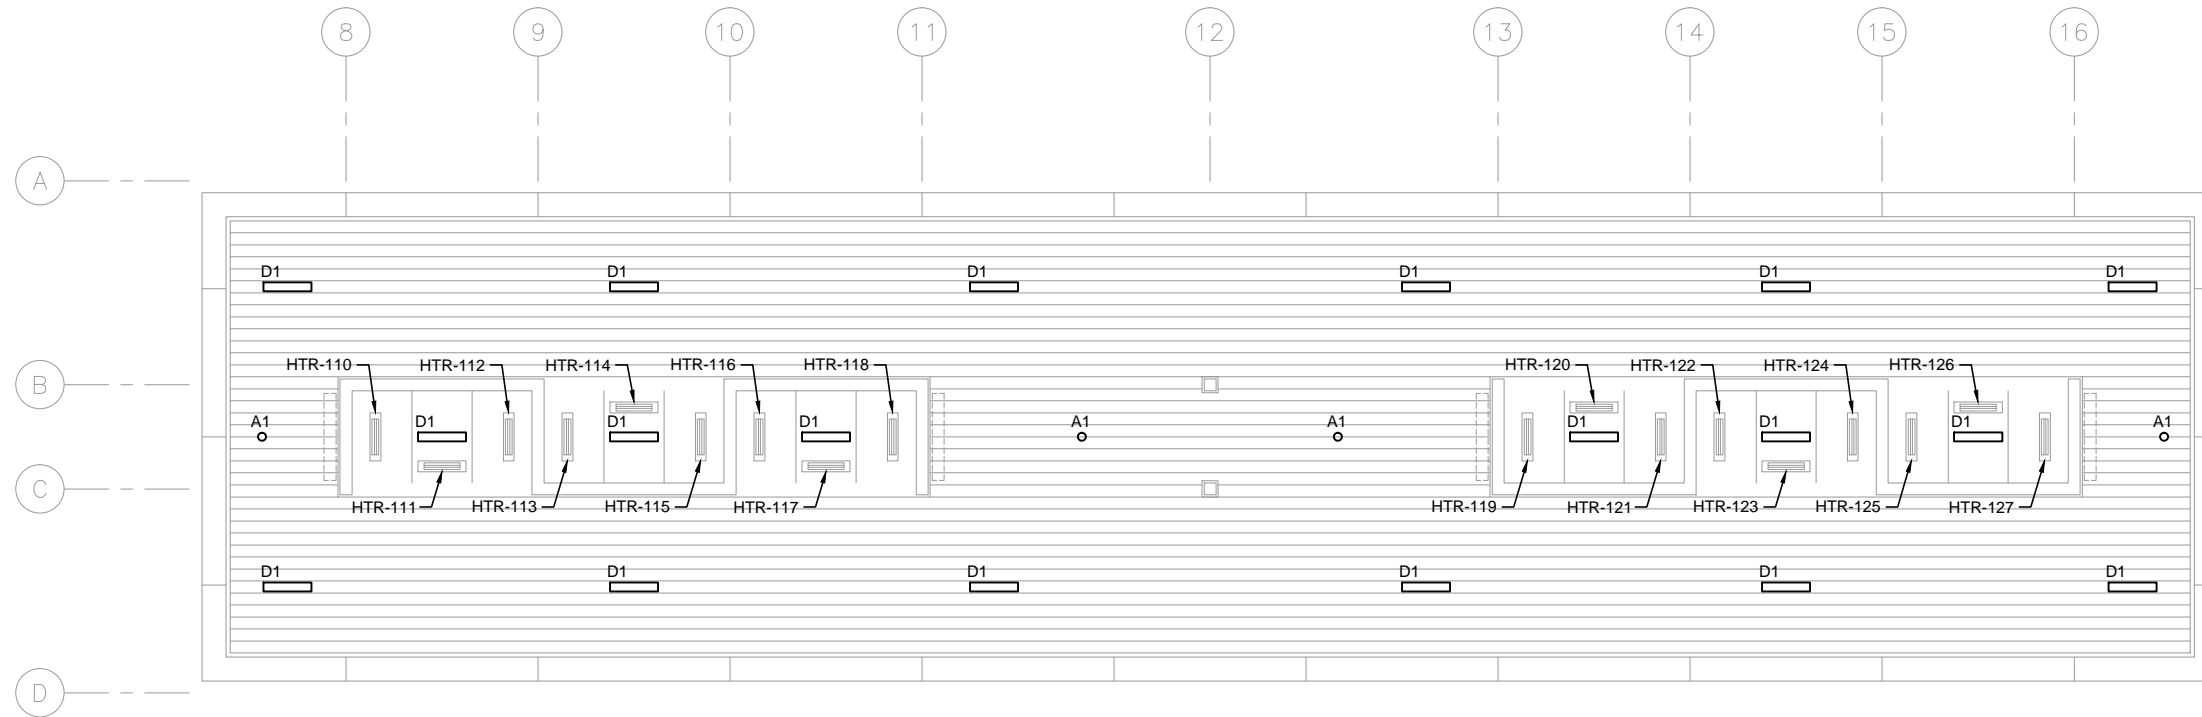 8 9 10 11 12 13 14 15 16
A
D1 D1 D1 D1 D1 D1
HTR-110 HTR-112 HTR-114 HTR-116 HTR-118 HTR-120 HTR-122 HTR-124 HTR-126
B
A1 D1 D1 D1 A1 A1 D1 D1 D1 A1
C
HTR-111 HTR-113 HTR-115 HTR-117 HTR-119 HTR-121 HTR-123 HTR-125 HTR-127
D1 D1 D1 D1 D1 D1
D